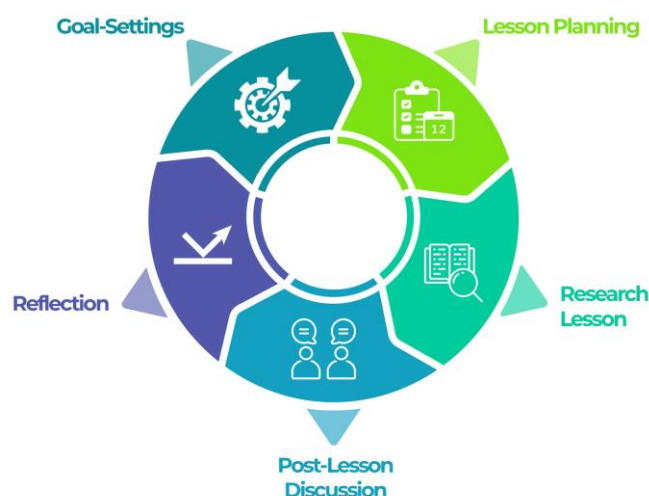 Goal-Settings
Lesson Planning
12
Research
Lesson
Post-Lesson
Discussion
Reflection